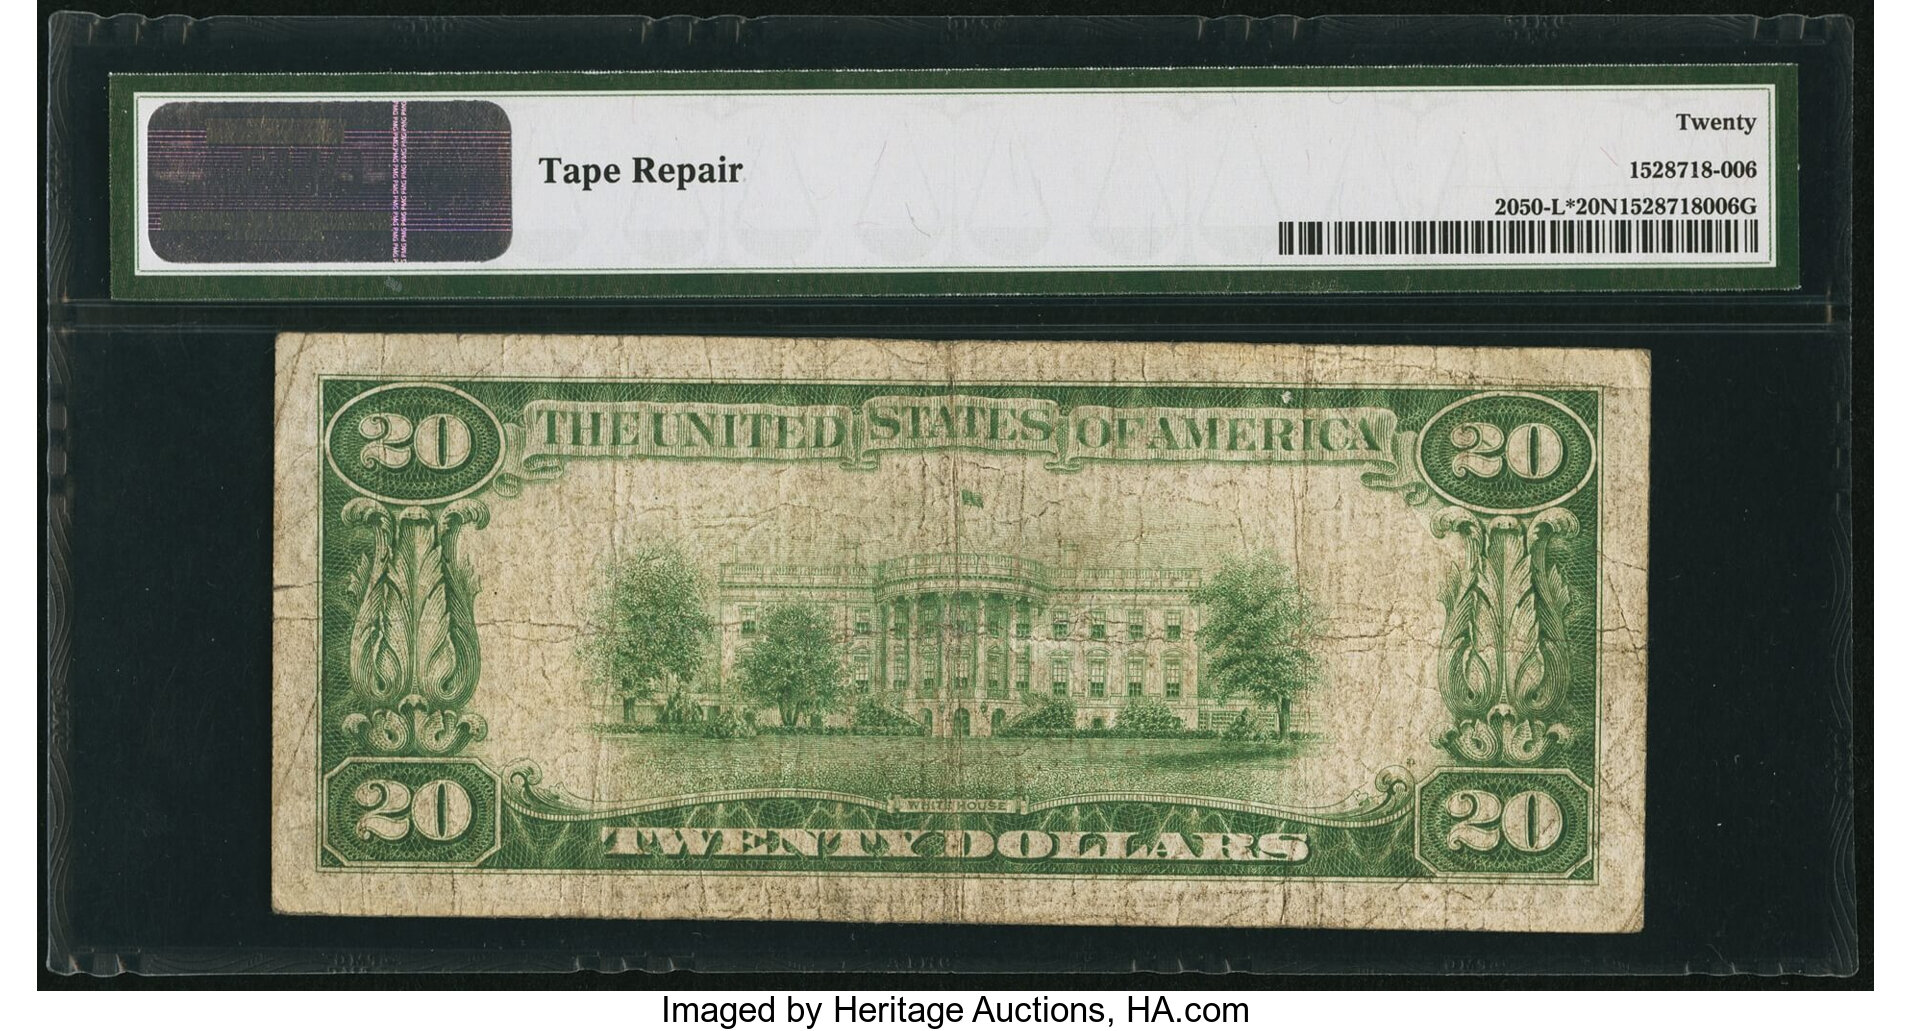 Twenty
Tape Repair
1528718-006
2050-L*20N1528718006G
20 THE UNITED STATES OF AMERICA 20
WHITE HOUSE
20 TWENTY DOLLARS 20
Imaged by Heritage Auctions, HA.com